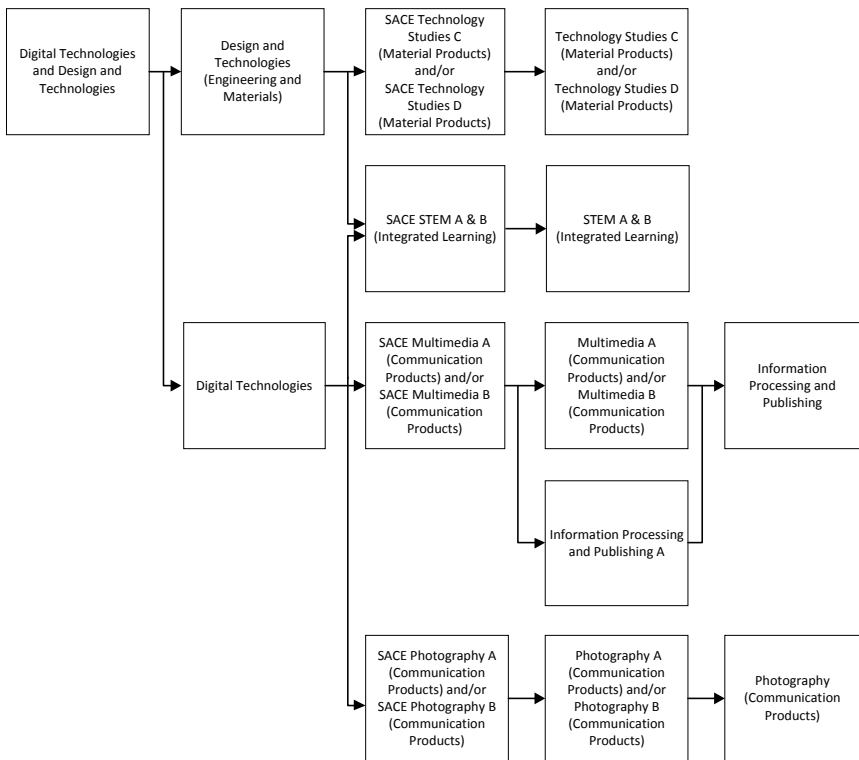 Digital Technologies
and Design and
Technologies
Design and
Technologies
(Engineering and
Materials)
SACE Technology
Studies C
(Material Products)
and/or
SACE Technology
Studies D
(Material Products)
Technology Studies C
(Material Products)
and/or
Technology Studies D
(Material Products)
SACE STEM A & B
(Integrated Learning)
STEM A & B
(Integrated Learning)
Digital Technologies
SACE Multimedia A
(Communication
Products) and/or
SACE Multimedia B
(Communication
Products)
Multimedia A
(Communication
Products) and/or
Multimedia B
(Communication
Products)
Information
Processing and
Publishing
Information Processing
and Publishing A
SACE Photography A
(Communication
Products) and/or
SACE Photography B
(Communication
Products)
Photography A
(Communication
Products) and/or
Photography B
(Communication
Products)
Photography
(Communication
Products)